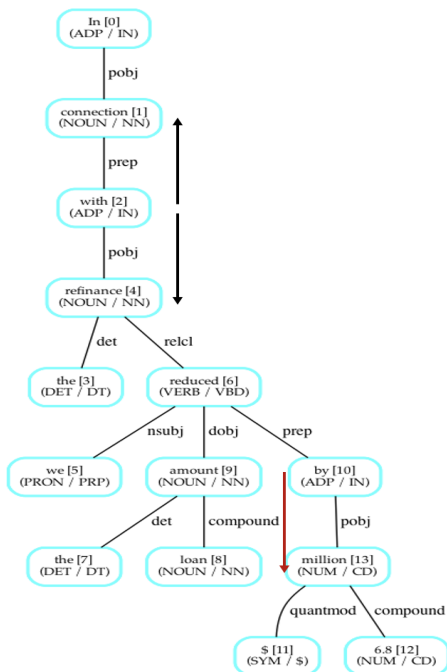 In [0]
(ADP / IN)
pobj
connection [1]
(NOUN / NN)
prep
with [2]
(ADP / IN)
pobj
refinance [4]
(NOUN / NN)
det
relcl
the [3]
(DET / DT)
reduced [6]
(VERB / VBD)
nsubj
dobj
prep
we [5]
(PRON / PRP)
amount [9]
(NOUN / NN)
by [10]
(ADP / IN)
det
compound
pobj
the [7]
(DET / DT)
loan [8]
(NOUN / NN)
million [13]
(NUM / CD)
quantmod
compound
$ [11]
(SYM / $)
6.8 [12]
(NUM / CD)